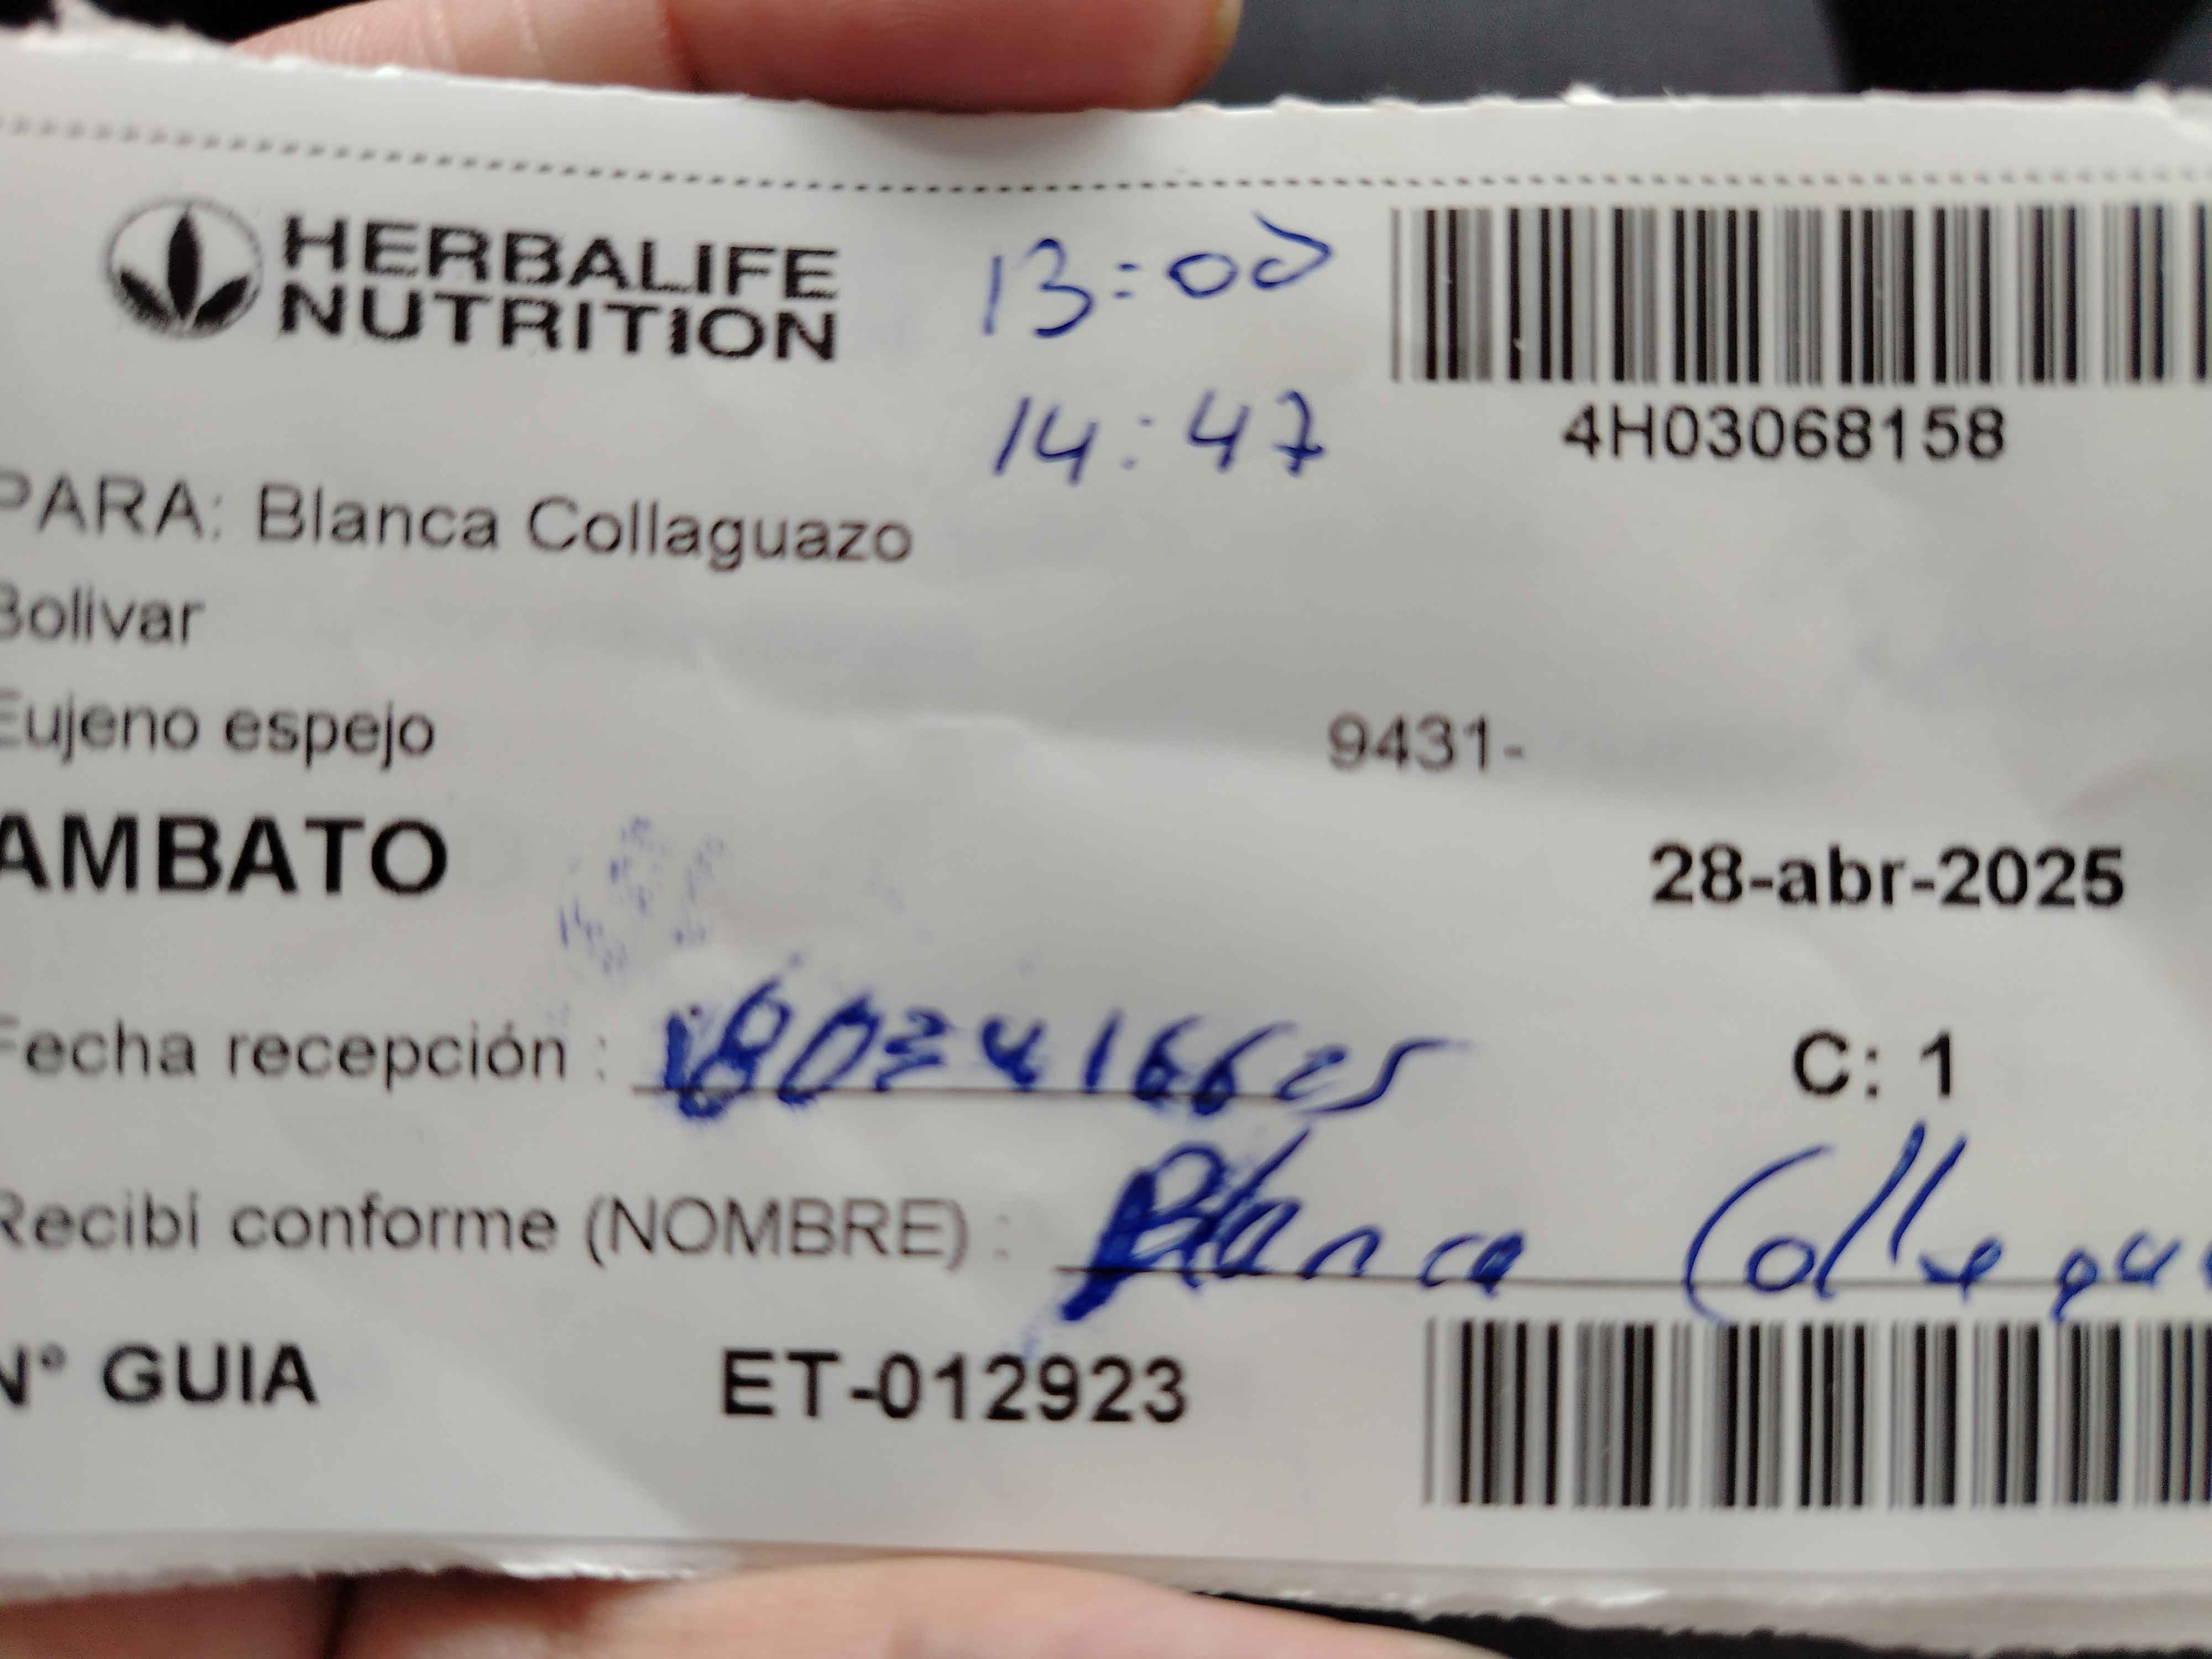 HERBALIFE
NUTRITION
13:00
14:47
4H03068158
PARA: Blanca Collaguazo
Bolivar
Eujeno espejo
9431-
AMBATO
28-abr-2025
Fecha recepción :
C: 1
Recibí conforme (NOMBRE) : Blanca
N° GUIA ET-012923